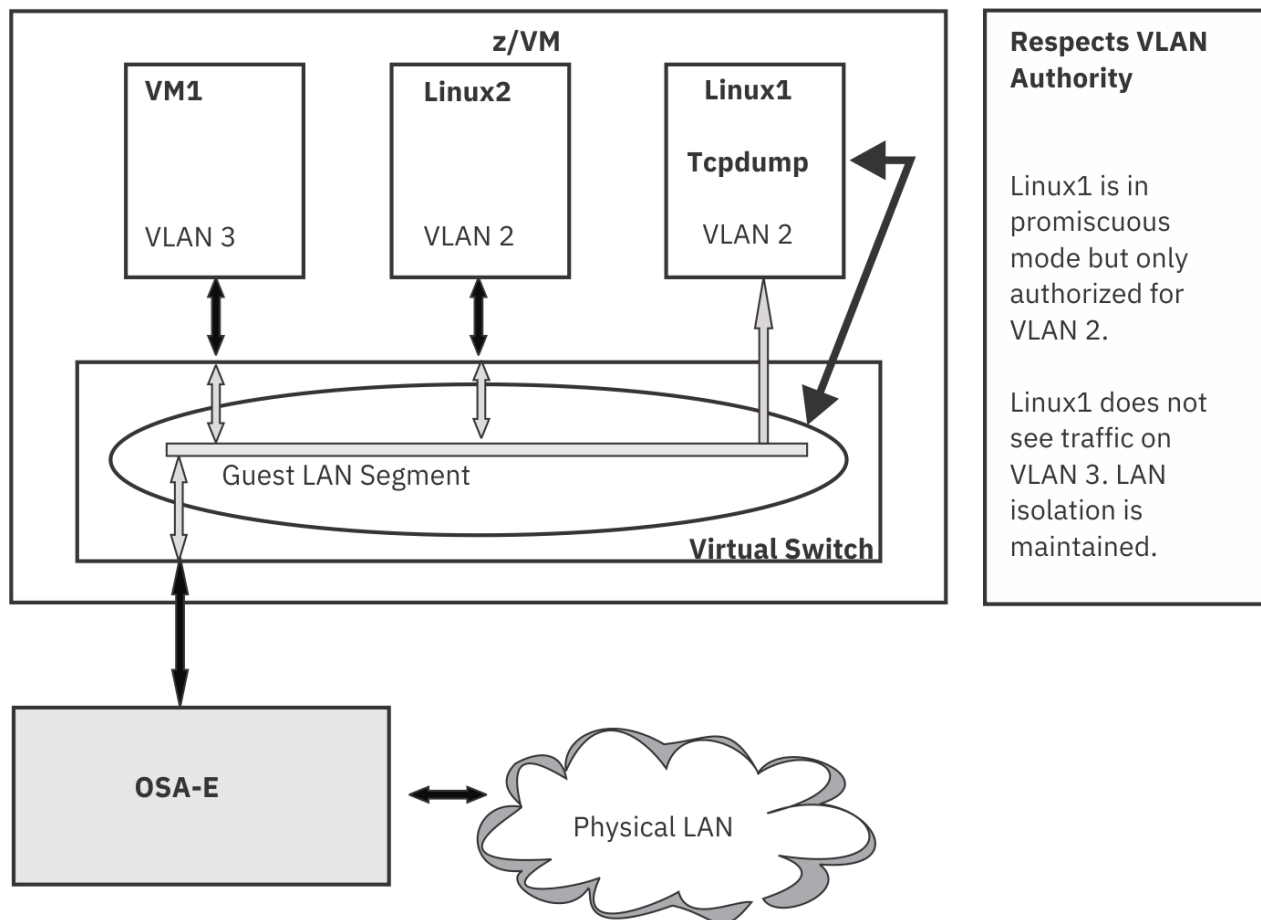 z/VM
VM1
VLAN 3
Linux2
VLAN 2
Linux1
Tcpdump
VLAN 2
Guest LAN Segment
Virtual Switch
OSA-E
Physical LAN
Respects VLAN
Authority
Linux1 is in
promiscuous
mode but only
authorized for
VLAN 2.
Linux1 does not
see traffic on
VLAN 3. LAN
isolation is
maintained.